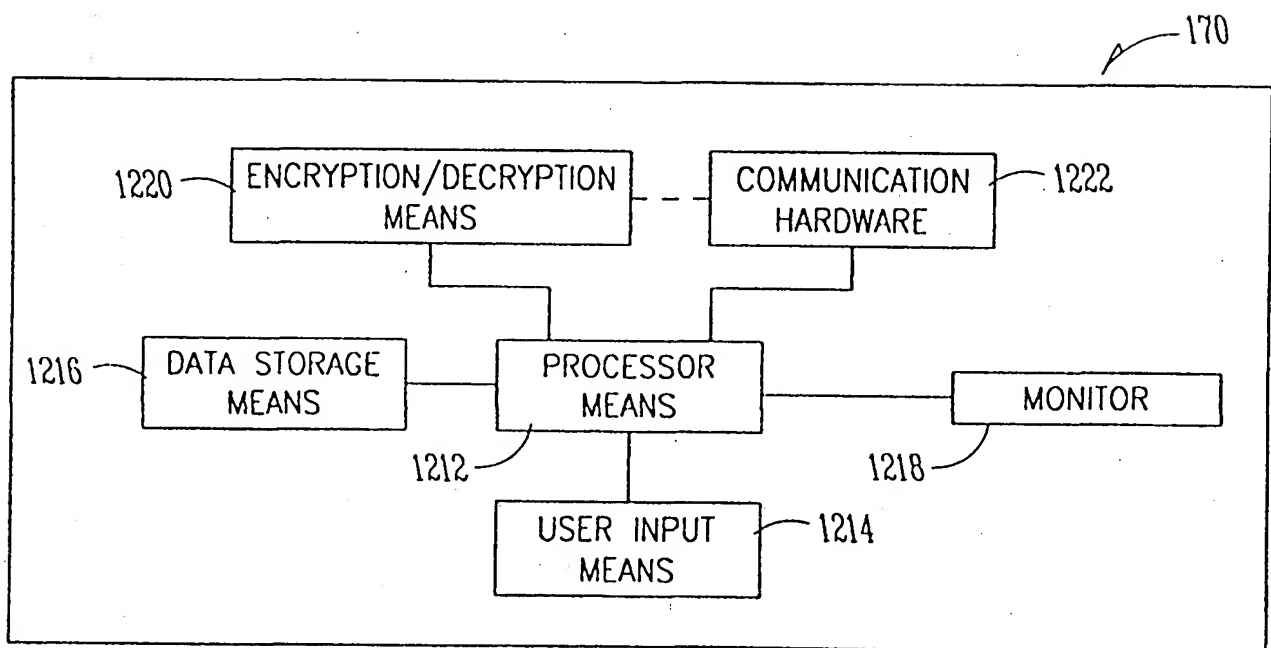 170
ENCRYPTION/DECRYPTION
MEANS
1220
COMMUNICATION
HARDWARE
1222
DATA STORAGE
MEANS
1216
PROCESSOR
MEANS
1212
MONITOR
1218
USER INPUT
MEANS
1214